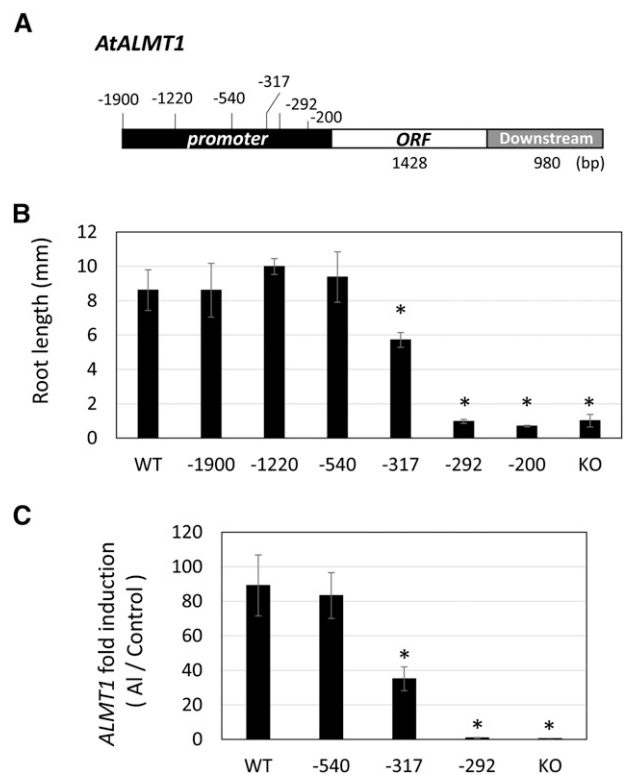 A
AtALMT1
-317
-1900 -1220 -540 -292
-200
promoter ORF Downstream
1428 980 (bp)
B
Root length (mm)
12
10
8
6
4
2
0
*
* * *
WT -1900 -1220 -540 -317 -292 -200 KO
C
ALMT1 fold induction
( Al / Control )
120
100
80
60
40
20
0
*
* *
WT -540 -317 -292 KO